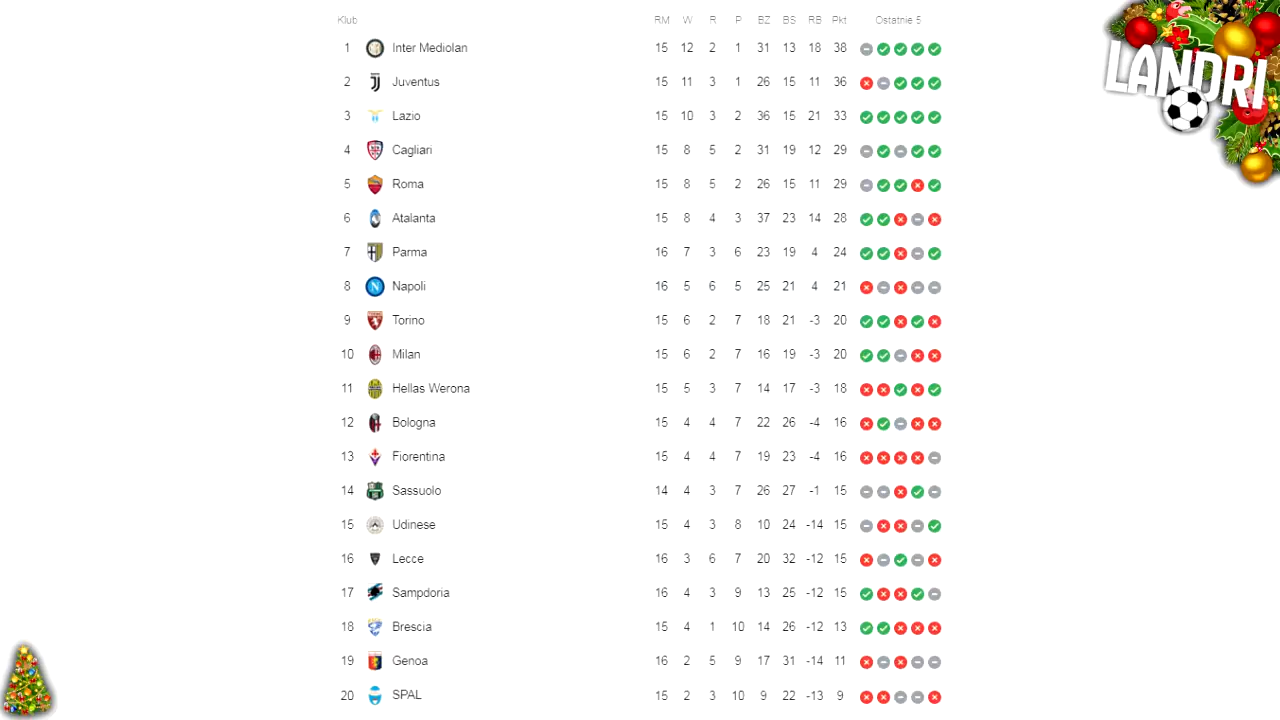 Klub RM W R P BZ BS RB Pkt Ostatnie 5
1 Inter Mediolan 15 12 2 1 31 13 18 38
2 Juventus 15 11 3 1 26 15 11 36
3 Lazio 15 10 3 2 36 15 21 33
4 Cagliari 15 8 5 2 31 19 12 29
5 Roma 15 8 5 2 26 15 11 29
6 Atalanta 15 8 4 3 37 23 14 28
7 Parma 16 7 3 6 23 19 4 24
8 Napoli 16 5 6 5 25 21 4 21
9 Torino 15 6 2 7 18 21 -3 20
10 Milan 15 6 2 7 16 19 -3 20
11 Hellas Werona 15 5 3 7 14 17 -3 18
12 Bologna 15 4 4 7 22 26 -4 16
13 Fiorentina 15 4 4 7 19 23 -4 16
14 Sassuolo 14 4 3 7 26 27 -1 15
15 Udinese 15 4 3 8 10 24 -14 15
16 Lecce 16 3 6 7 20 32 -12 15
17 Sampdoria 16 4 3 9 13 25 -12 15
18 Brescia 15 4 1 10 14 26 -12 13
19 Genoa 16 2 5 9 17 31 -14 11
20 SPAL 15 2 3 10 9 22 -13 9
LANDRI